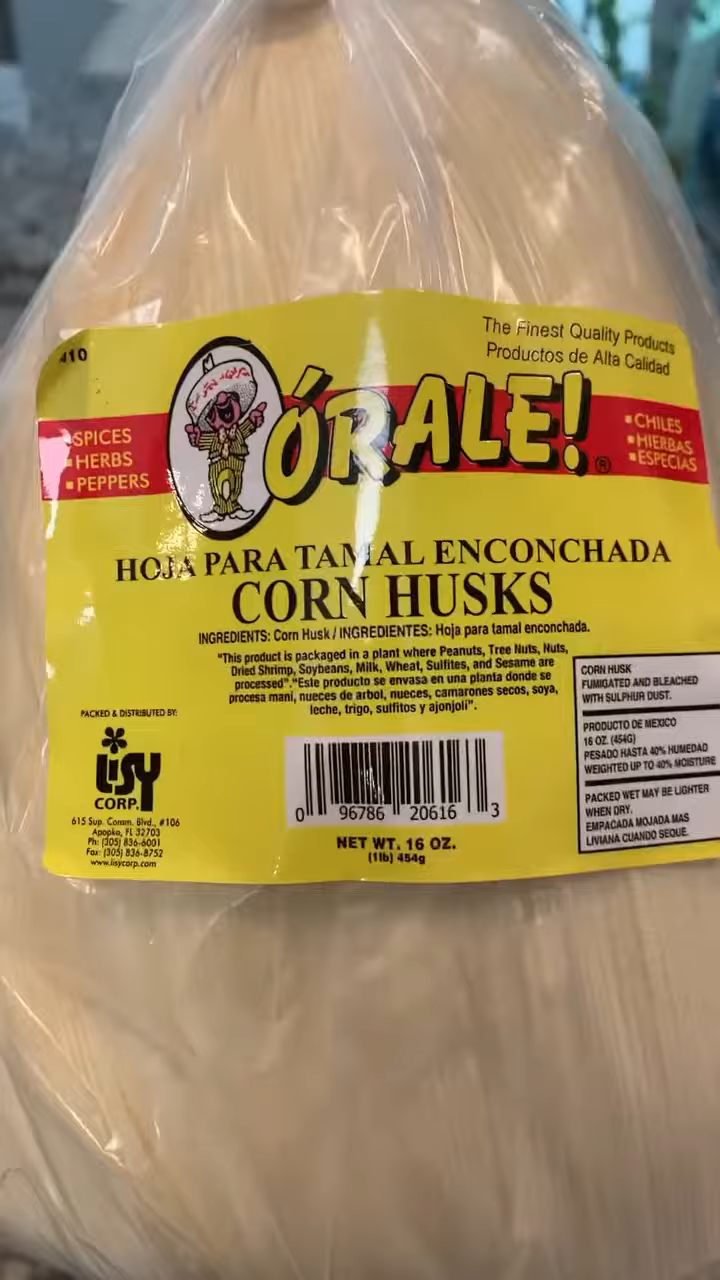 410
The Finest Quality Products
Productos de Alta Calidad
SPICES
HERBS
PEPPERS
ÓRALE!®
CHILES
HIERBAS
ESPECIAS
HOJA PARA TAMAL ENCONCHADA
CORN HUSKS
INGREDIENTS: Corn Husk / INGREDIENTES: Hoja para tamal enconchada.
"This product is packaged in a plant where Peanuts, Tree Nuts, Nuts,
Dried Shrimp, Soybeans, Milk, Wheat, Sulfites, and Sesame are
processed"."Este producto se envasa en una planta donde se
procesa mani, nueces de arbol, nueces, camarones secos, soya,
leche, trigo, sulfitos y ajonjoli".
PACKED & DISTRIBUTED BY:
LISY
CORP.
615 Sup. Comm. Blvd., #106
Apopka, FL 32703
Ph: (305) 836-6001
Fax: (305) 836-8752
www.lisycorp.com
0 96786 20616 3
NET WT. 16 OZ.
(1lb) 454g
CORN HUSK
FUMIGATED AND BLEACHED
WITH SULPHUR DUST.
PRODUCTO DE MEXICO
16 OZ. (454G)
PESADO HASTA 40% HUMEDAD
WEIGHTED UP TO 40% MOISTURE
PACKED WET MAY BE LIGHTER
WHEN DRY.
EMPACADA MOJADA MAS
LIVIANA CUANDO SEQUE.